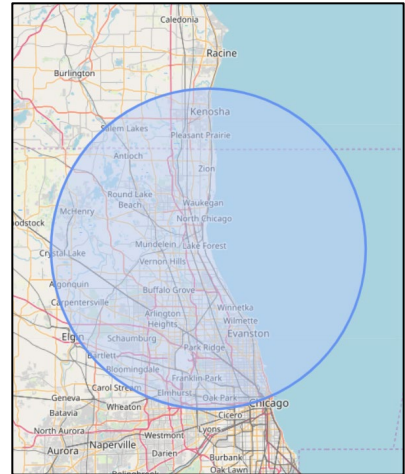 Caledonia
Racine
Burlington
Kenosha
Salem Lakes
Pleasant Prairie
Antioch
Zion
Round Lake
Beach
Waukegan
McHenry
North Chicago
oodstock
Mundelein
Lake Forest
Crystal Lake
Vernon Hills
Algonquin
Buffalo Grove
Carpentersville
Winnetka
Arlington
Heights
Wilmette
Evanston
Elgin
Schaumburg
Park Ridge
Bartlett
Bloomingdale
Franklin Park
Carol Stream
Elmhurst
Oak Park
Geneva
Chicago
Wheaton
Batavia
Cicero
North Aurora
Lyons
Westmont
Naperville
Aurora
Darien
Burbank
Oak Lawn
Bolingbrook